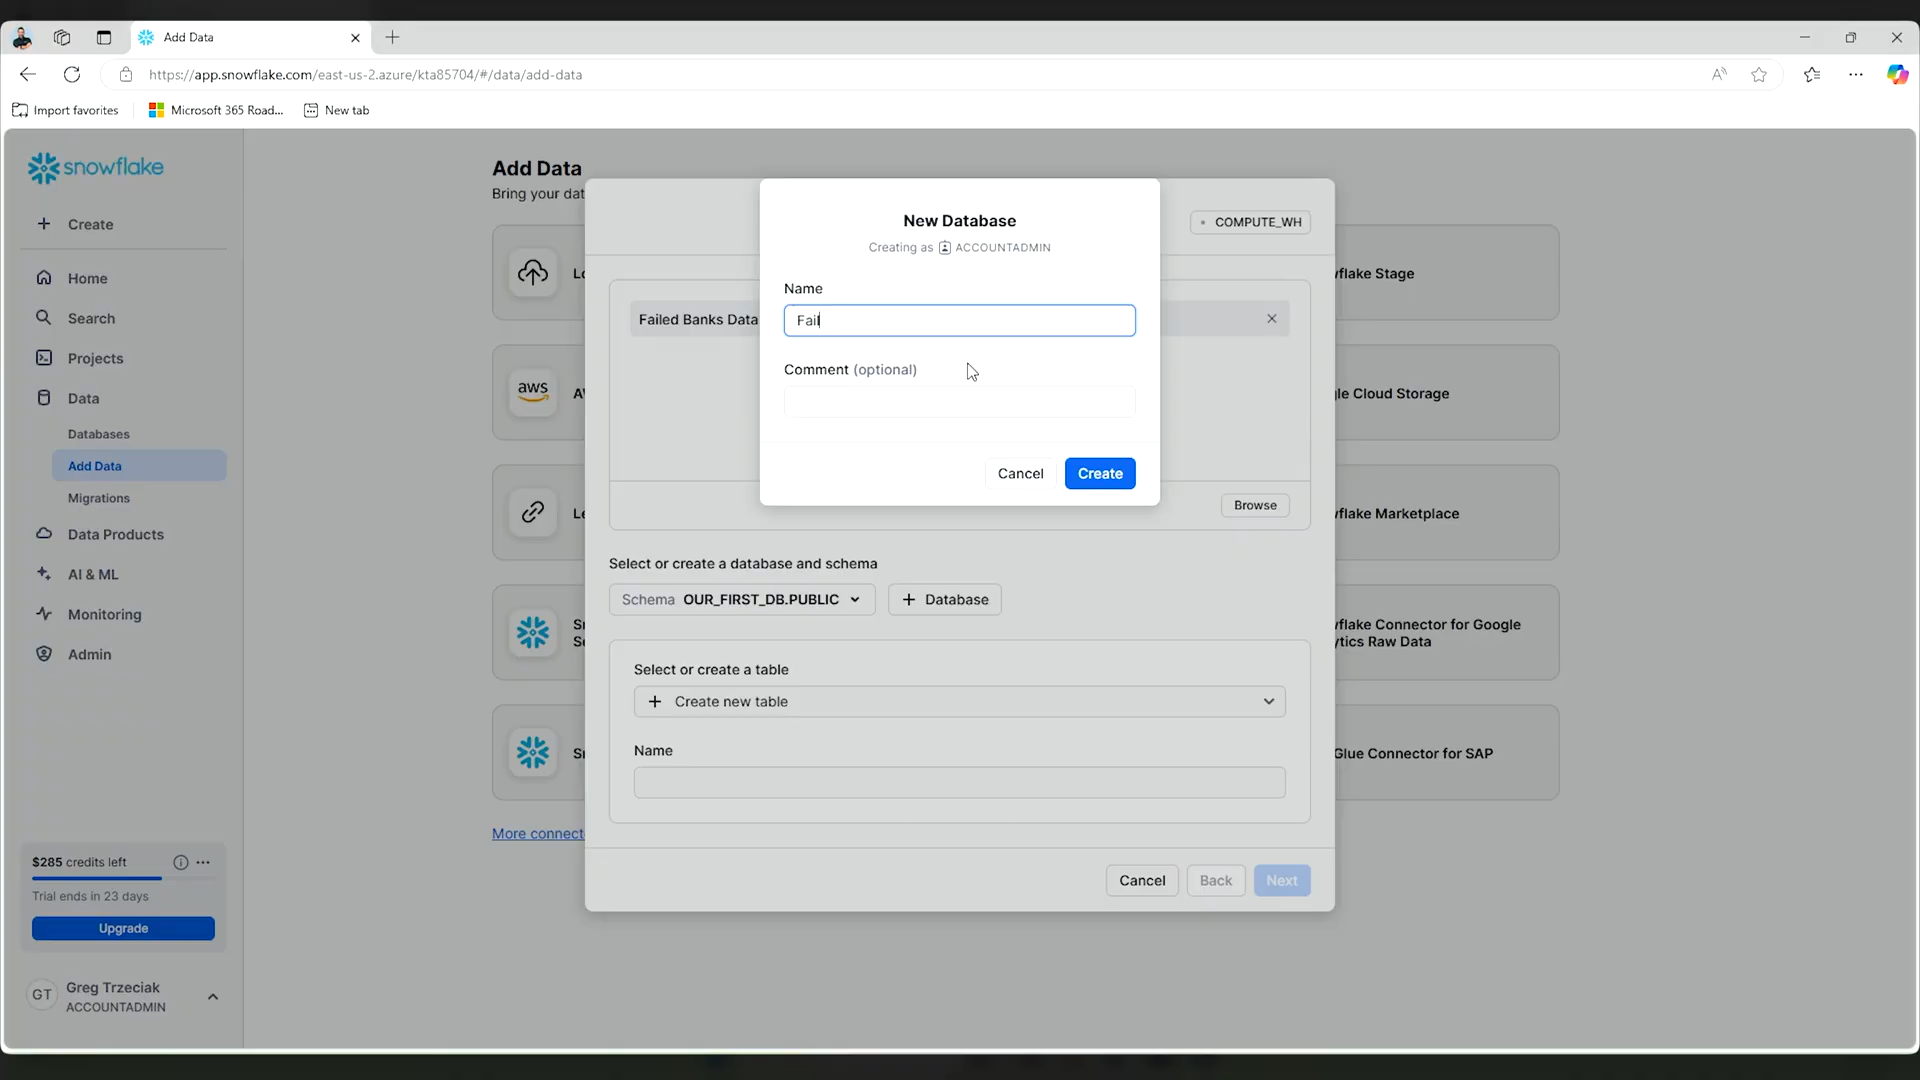 Add Data
https://app.snowflake.com/east-us-2.azure/kta85704/#/data/add-data
Import favorites
Microsoft 365 Road...
New tab
snowflake
Create
Home
Search
Projects
Data
Databases
Add Data
Migrations
Data Products
AI & ML
Monitoring
Admin
$285 credits left
Trial ends in 23 days
Upgrade
GT
Greg Trzeciak
ACCOUNTADMIN
Add Data
Bring your dat
aws
More connect
COMPUTE_WH
Failed Banks Data
New Database
Creating as ACCOUNTADMIN
Name
Fail
Comment (optional)
Cancel
Create
Browse
Select or create a database and schema
Schema OUR_FIRST_DB.PUBLIC
+ Database
Select or create a table
+ Create new table
Name
Cancel
Back
Next
flake Stage
le Cloud Storage
flake Marketplace
flake Connector for Google
tics Raw Data
Glue Connector for SAP